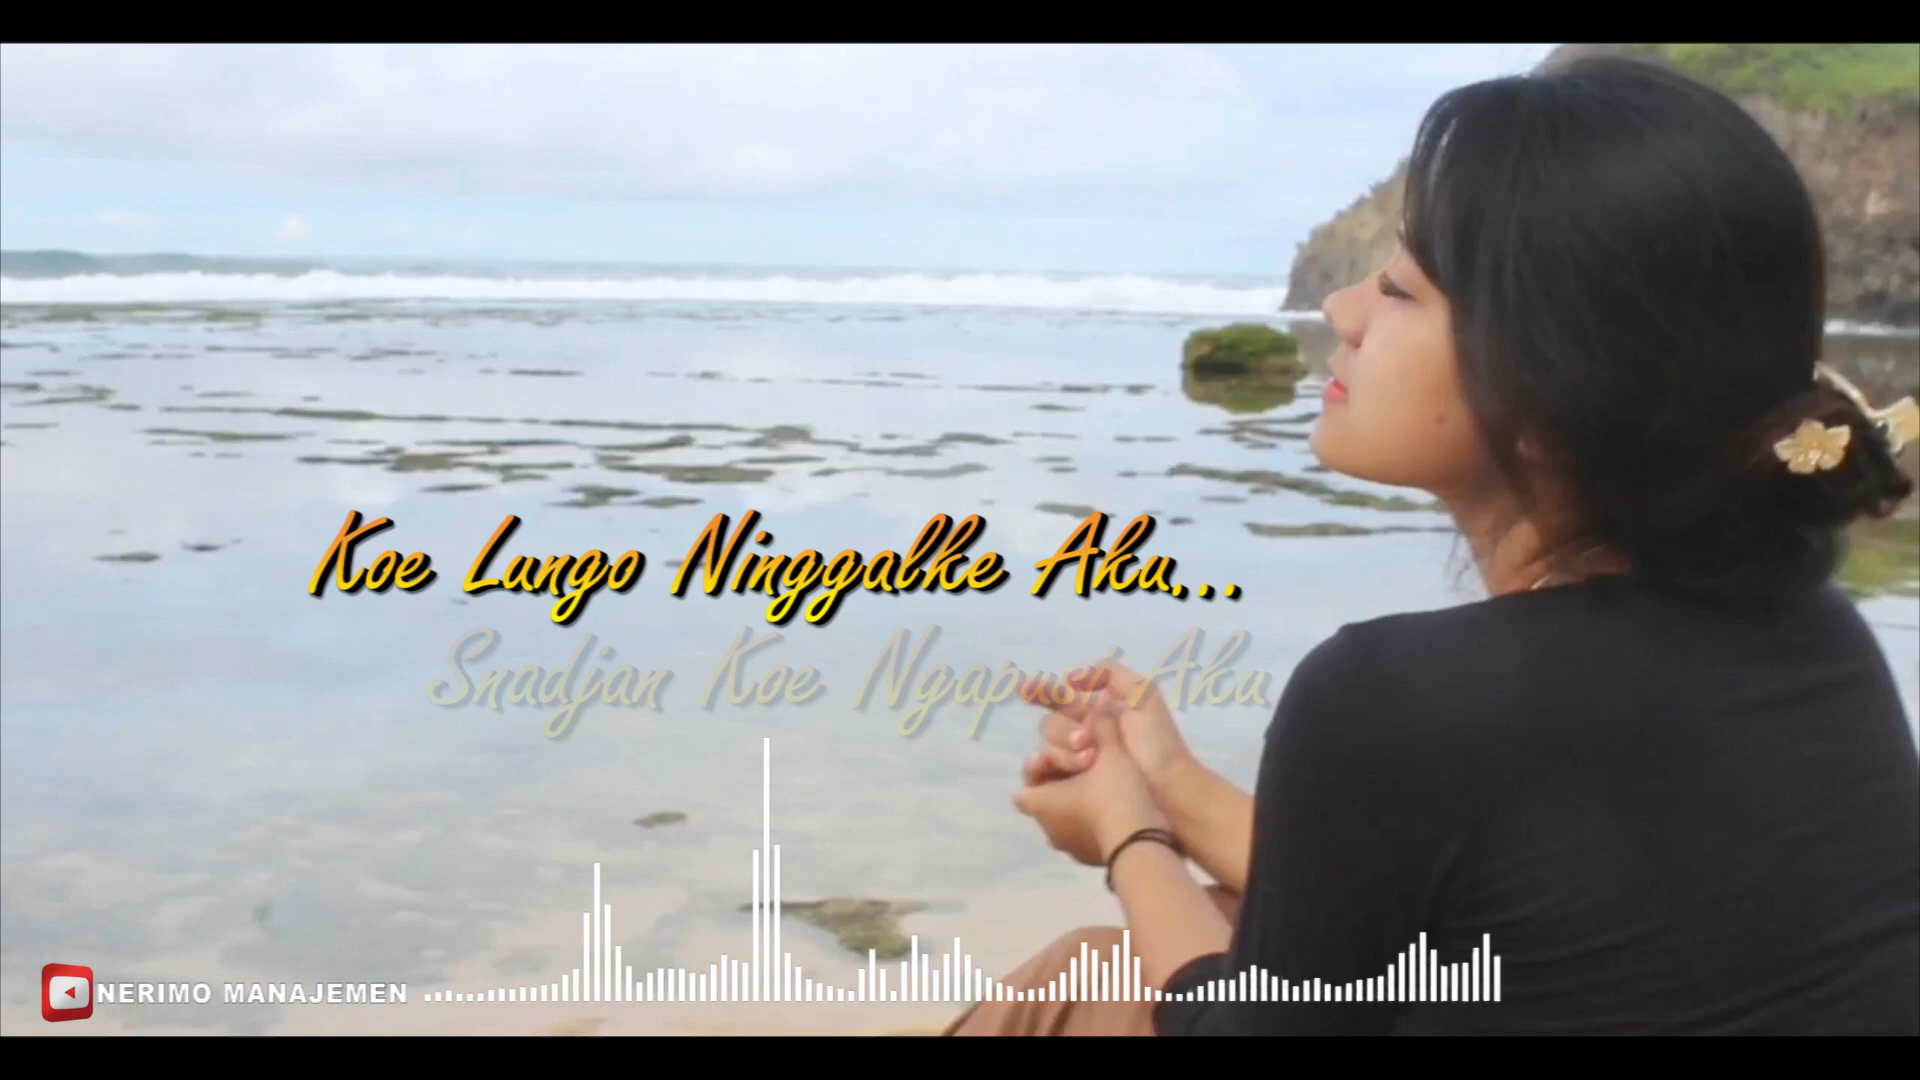 Koe Lungo Ninggalke Aku...
Snadjan Koe Ngapusi Aku
NERIMO MANAJEMEN